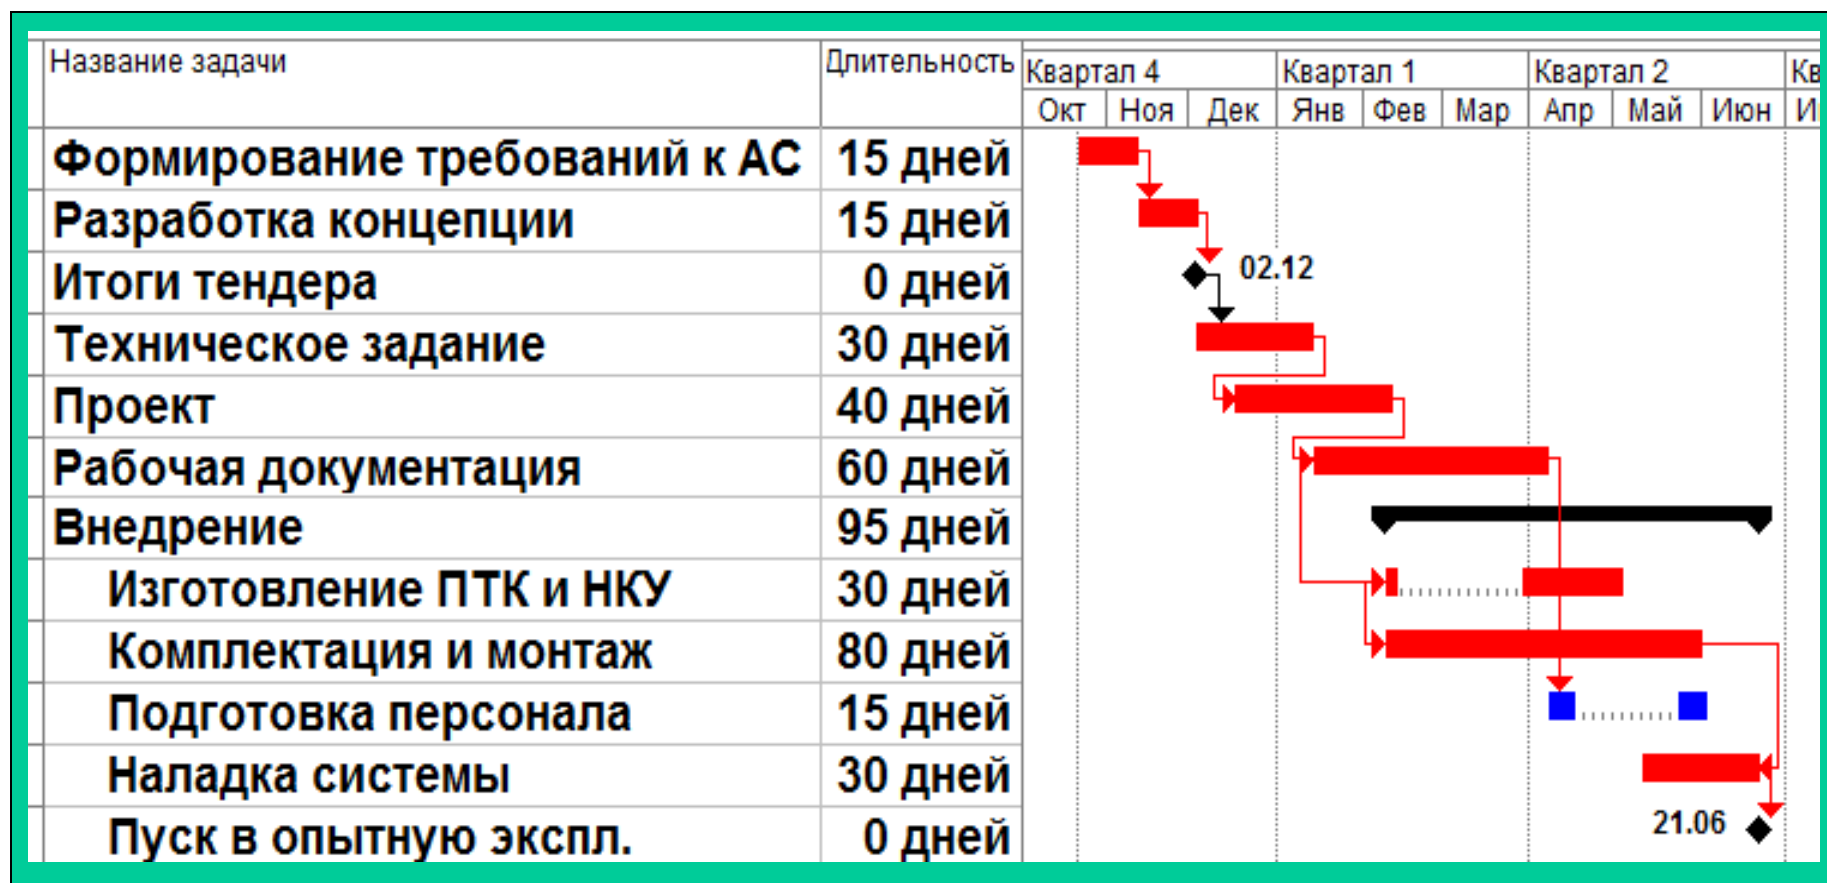 Название задачи Длительность Квартал 4 Квартал 1 Квартал 2 Кв
Окт Ноя Дек Янв Фев Мар Апр Май Июн И
Формирование требований к АС 15 дней
Разработка концепции 15 дней
Итоги тендера 0 дней 02.12
Техническое задание 30 дней
Проект 40 дней
Рабочая документация 60 дней
Внедрение 95 дней
Изготовление ПТК и НКУ 30 дней
Комплектация и монтаж 80 дней
Подготовка персонала 15 дней
Наладка системы 30 дней
Пуск в опытную экспл. 0 дней 21.06